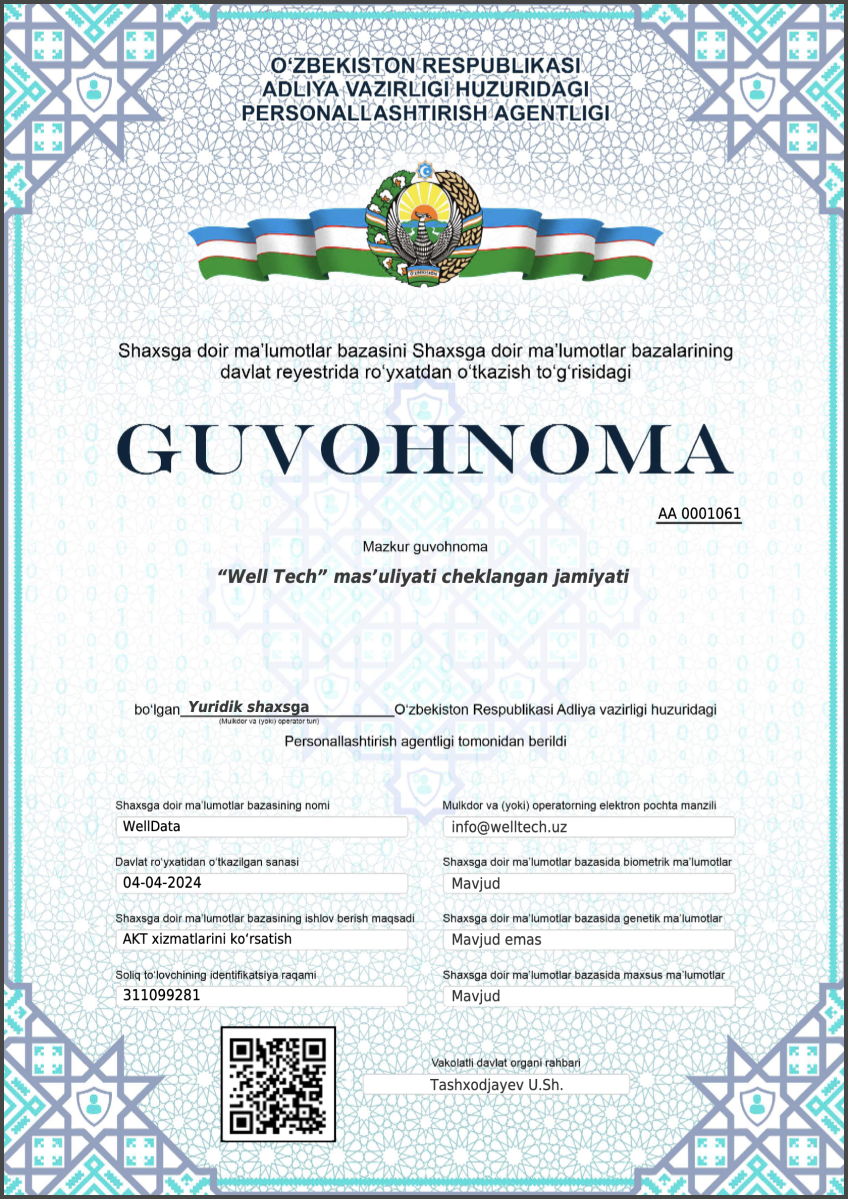 O‘ZBEKISTON RESPUBLIKASI
ADLIYA VAZIRLIGI HUZURIDAGI
PERSONALLASHTIRISH AGENTLIGI
O‘ZBEKISTON
Shaxsga doir ma’lumotlar bazasini Shaxsga doir ma’lumotlar bazalarining
davlat reyestrida ro‘yxatdan o‘tkazish to‘g‘risidagi
GUVOHNOMA
AA 0001061
Mazkur guvohnoma
“Well Tech” mas’uliyati cheklangan jamiyati
bo‘lgan Yuridik shaxsga O‘zbekiston Respublikasi Adliya vazirligi huzuridagi
(Mulkdor va (yoki) operator turi)
Personallashtirish agentligi tomonidan berildi
Shaxsga doir ma’lumotlar bazasining nomi
WellData
Mulkdor va (yoki) operatorning elektron pochta manzili
info@welltech.uz
Davlat ro‘yxatidan o‘tkazilgan sanasi
04-04-2024
Shaxsga doir ma’lumotlar bazasida biometrik ma’lumotlar
Mavjud
Shaxsga doir ma’lumotlar bazasining ishlov berish maqsadi
AKT xizmatlarini ko‘rsatish
Shaxsga doir ma’lumotlar bazasida genetik ma’lumotlar
Mavjud emas
Soliq to‘lovchining identifikatsiya raqami
311099281
Shaxsga doir ma’lumotlar bazasida maxsus ma’lumotlar
Mavjud
Vakolatli davlat organi rahbari
Tashxodjayev U.Sh.